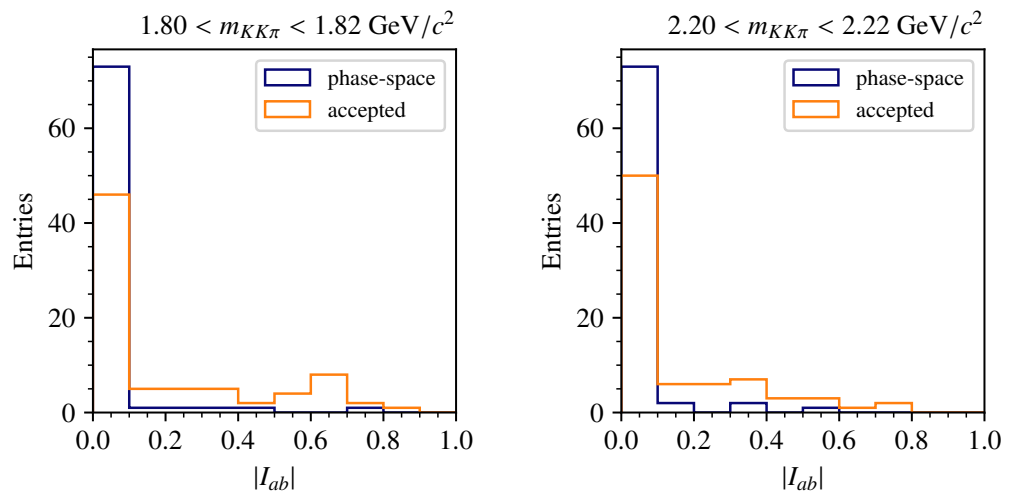 1.80 < m_{KKπ} < 1.82 GeV/c²
phase-space
accepted
Entries
60
40
20
0
0.0 0.2 0.4 0.6 0.8 1.0
|I_{ab}|
2.20 < m_{KKπ} < 2.22 GeV/c²
phase-space
accepted
Entries
60
40
20
0
0.0 0.2 0.4 0.6 0.8 1.0
|I_{ab}|